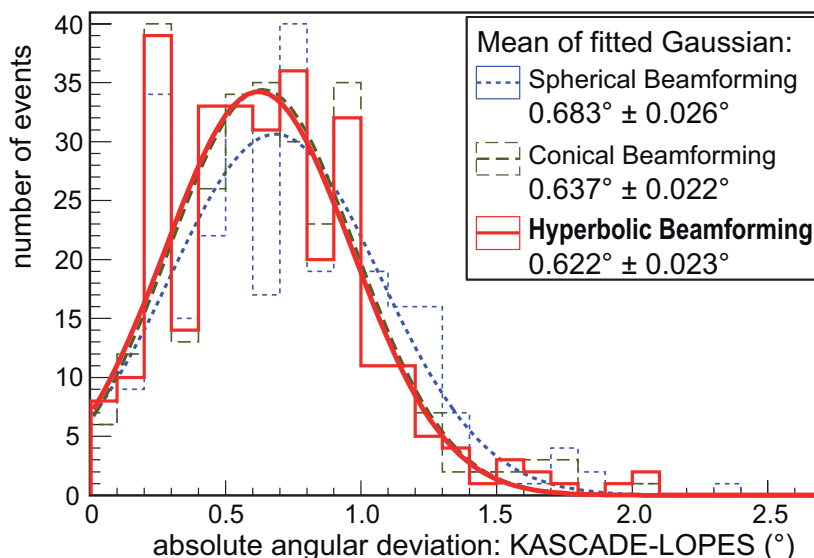 number of events
40
35
30
25
20
15
10
5
0
Mean of fitted Gaussian:
Spherical Beamforming
0.683° ± 0.026°
Conical Beamforming
0.637° ± 0.022°
Hyperbolic Beamforming
0.622° ± 0.023°
0 0.5 1.0 1.5 2.0 2.5
absolute angular deviation: KASCADE-LOPES (°)